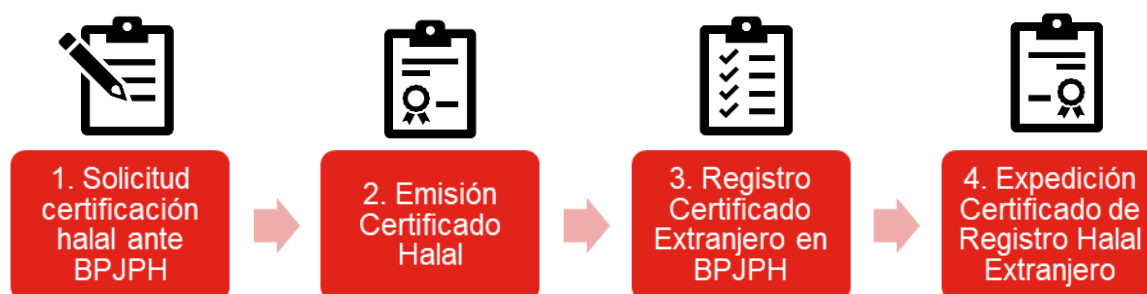 1. Solicitud
certificación
halal ante
BPJPH
2. Emisión
Certificado
Halal
3. Registro
Certificado
Extranjero en
BPJPH
4. Expedición
Certificado de
Registro Halal
Extranjero